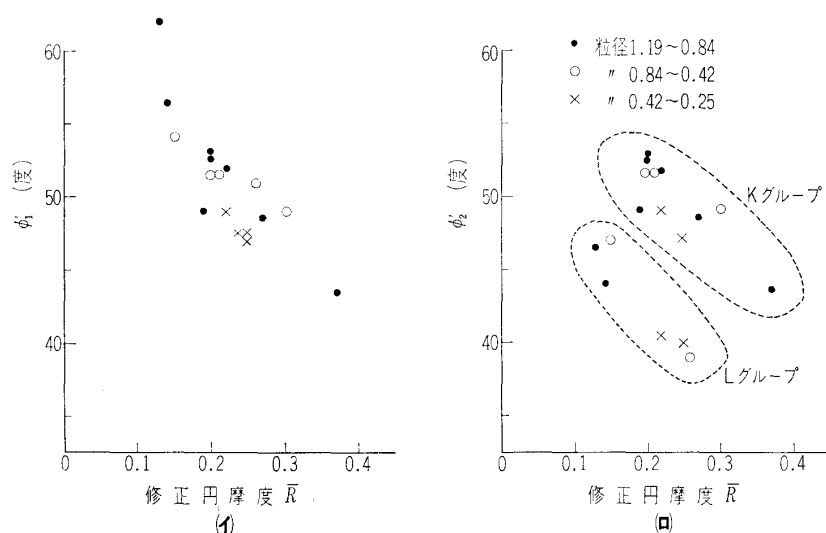 60
50
40
φ'₁ (度)
0 0.1 0.2 0.3 0.4
修正円摩度 R̄
(イ)
60
50
40
φ'₂ (度)
● 粒径1.19~0.84
○ 〃 0.84~0.42
× 〃 0.42~0.25
Kグループ
Lグループ
0 0.1 0.2 0.3 0.4
修正円摩度 R̄
(ロ)